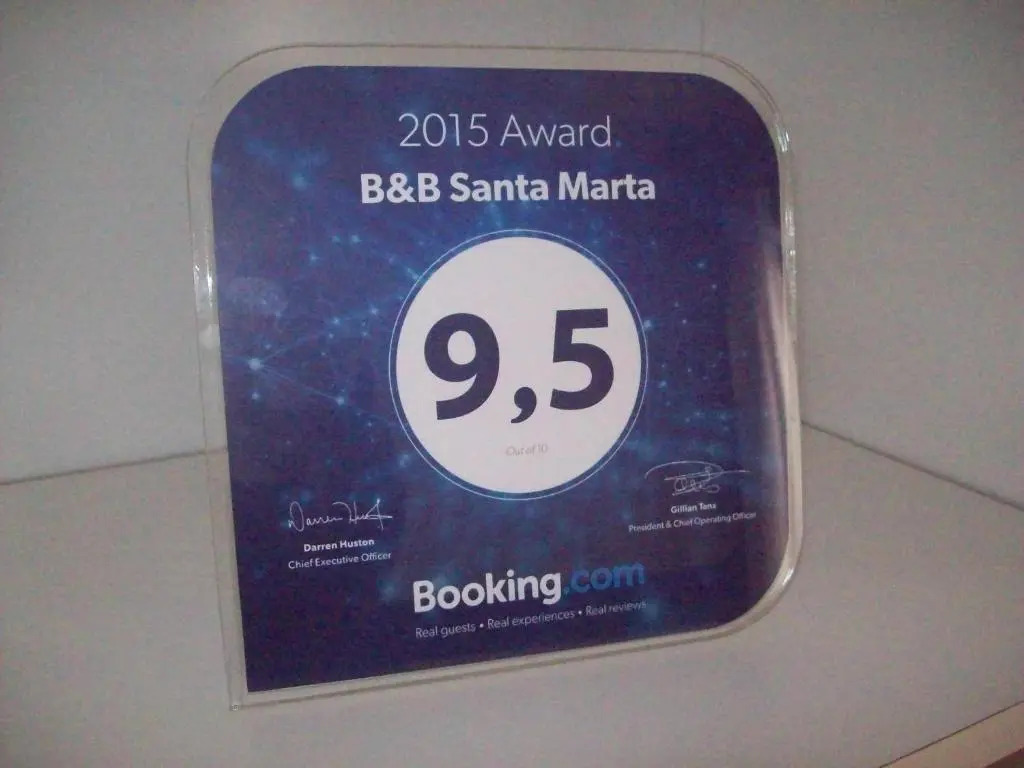 2015 Award
B&B Santa Marta
9,5
Out of 10
Darren Huston
Chief Executive Officer
Gillian Tans
President & Chief Operating Officer
Booking.com
Real guests • Real experiences • Real reviews